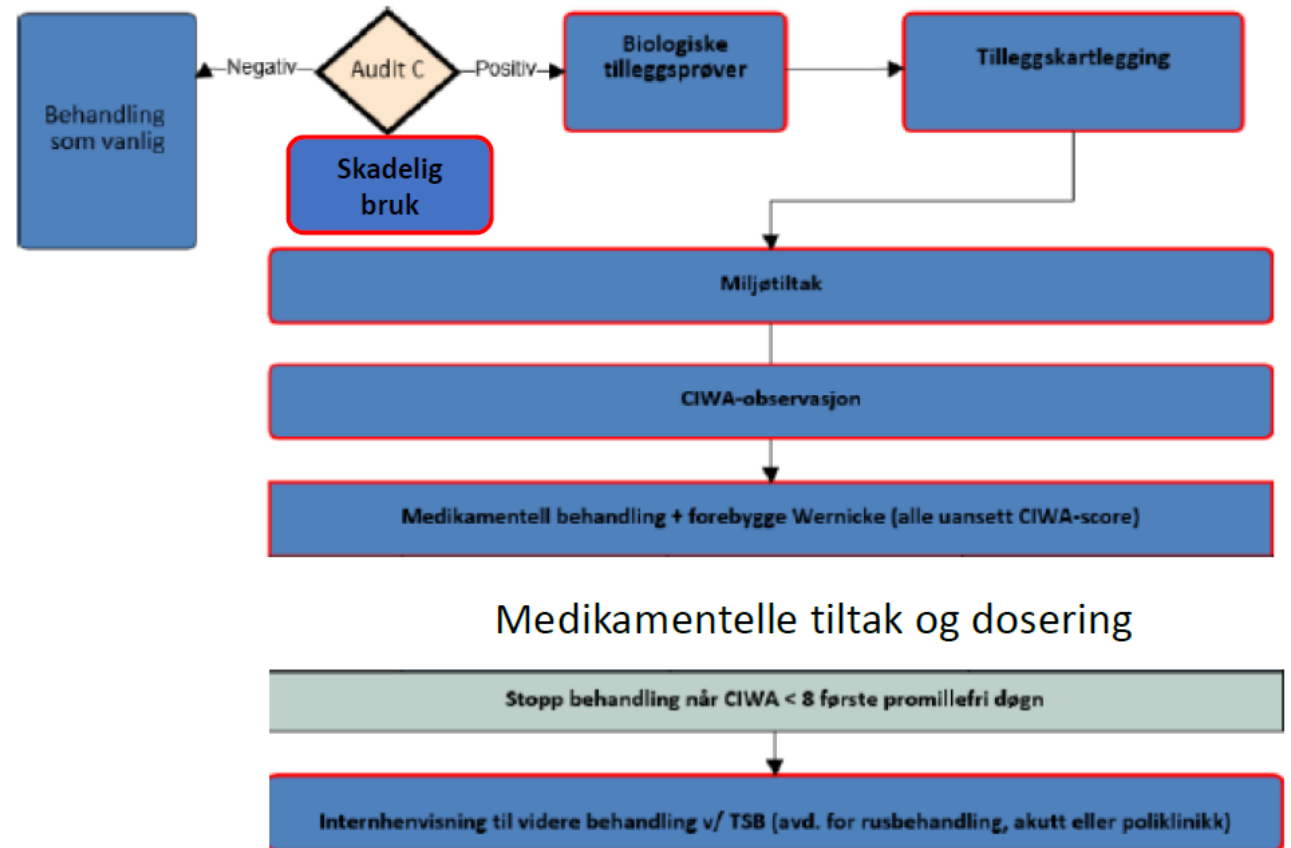 Behandling
som vanlig
Negativ
Audit C
Positiv
Biologiske
tilleggsprøver
Tilleggskartlegging
Skadelig
bruk
Miljøtiltak
CIWA-observasjon
Medikamentell behandling + forebygge Wernicke (alle uansett CIWA-score)
Medikamentelle tiltak og dosering
Stopp behandling når CIWA < 8 første promillefri døgn
Internhenvisning til videre behandling v/ TSB (avd. for rusbehandling, akutt eller poliklinikk)